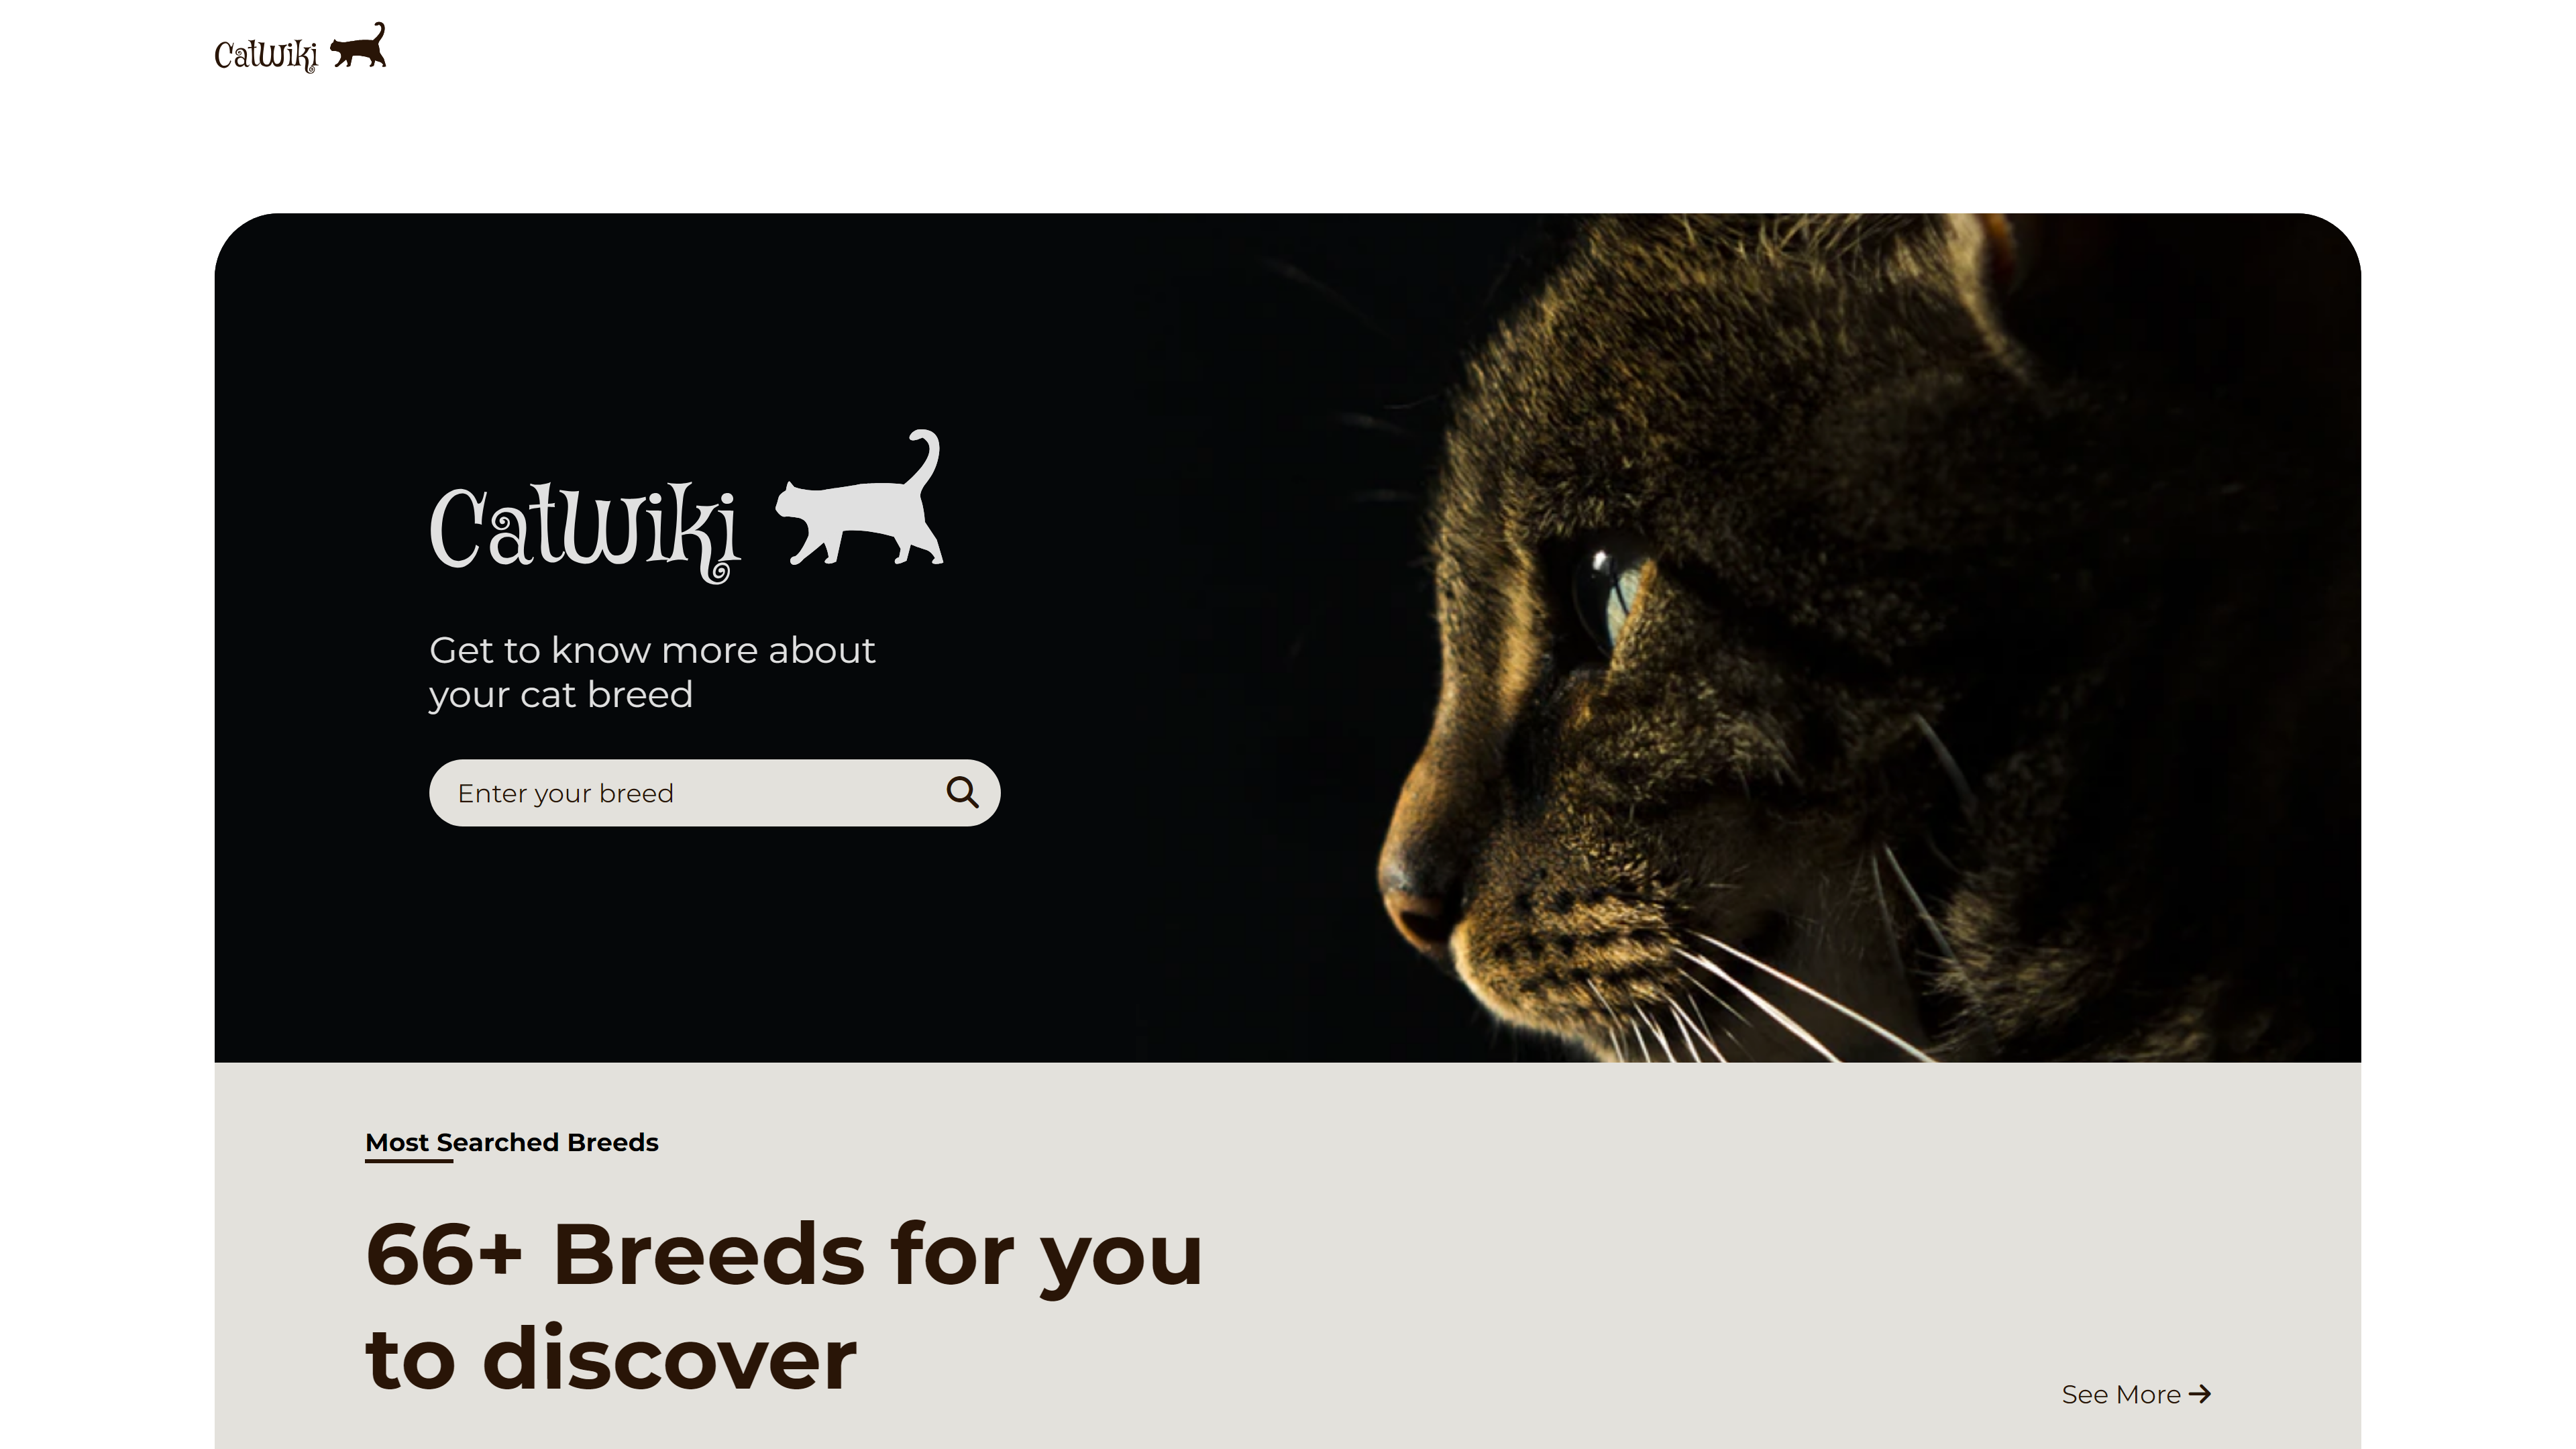 CatWiki
CatWiki
Get to know more about
your cat breed
Enter your breed
Most Searched Breeds
66+ Breeds for you
to discover
See More